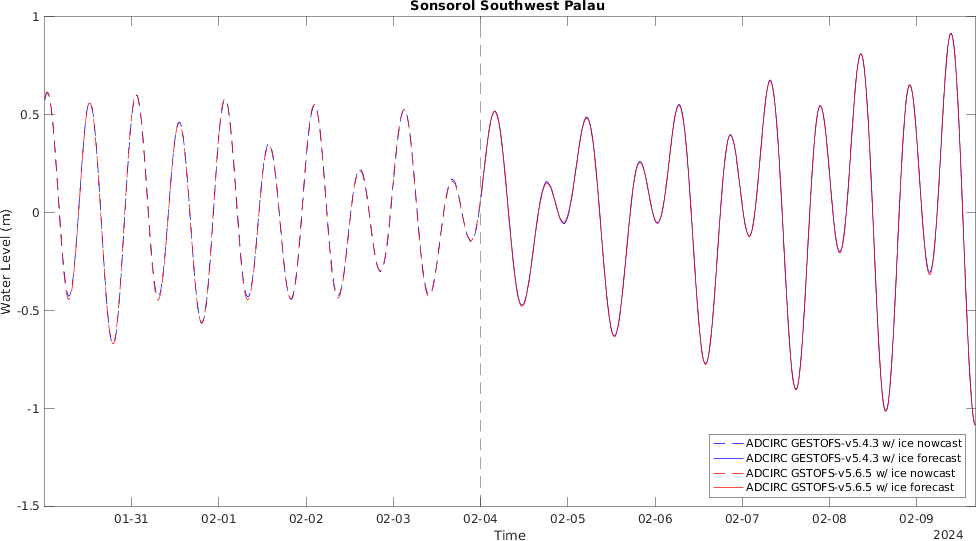 Sonsorol Southwest Palau
1
0.5
0
-0.5
-1
-1.5
Water Level (m)
ADCIRC GESTOFS-v5.4.3 w/ ice nowcast
ADCIRC GESTOFS-v5.4.3 w/ ice forecast
ADCIRC GSTOFS-v5.6.5 w/ ice nowcast
ADCIRC GSTOFS-v5.6.5 w/ ice forecast
01-31 02-01 02-02 02-03 02-04 02-05 02-06 02-07 02-08 02-09
Time
2024